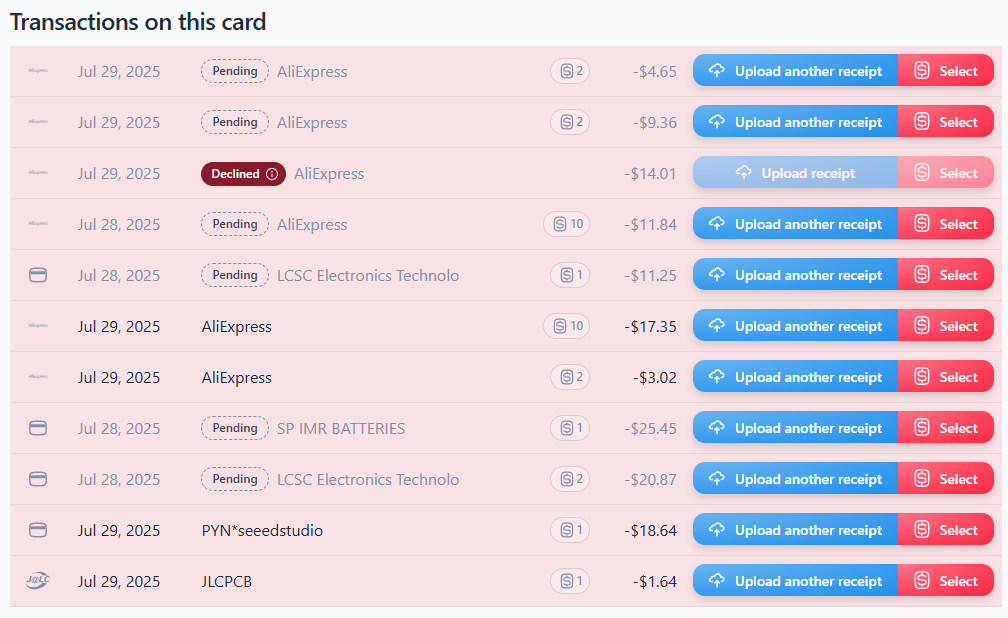 Transactions on this card
AliExpress Jul 29, 2025 Pending AliExpress 2 -$4.65 Upload another receipt Select
AliExpress Jul 29, 2025 Pending AliExpress 2 -$9.36 Upload another receipt Select
AliExpress Jul 29, 2025 Declined AliExpress -$14.01 Upload receipt Select
AliExpress Jul 28, 2025 Pending AliExpress 10 -$11.84 Upload another receipt Select
Jul 28, 2025 Pending LCSC Electronics Technolo 1 -$11.25 Upload another receipt Select
AliExpress Jul 29, 2025 AliExpress 10 -$17.35 Upload another receipt Select
AliExpress Jul 29, 2025 AliExpress 2 -$3.02 Upload another receipt Select
Jul 28, 2025 Pending SP IMR BATTERIES 1 -$25.45 Upload another receipt Select
Jul 28, 2025 Pending LCSC Electronics Technolo 2 -$20.87 Upload another receipt Select
Jul 29, 2025 PYN*seeedstudio 1 -$18.64 Upload another receipt Select
J@LC Jul 29, 2025 JLCPCB 1 -$1.64 Upload another receipt Select